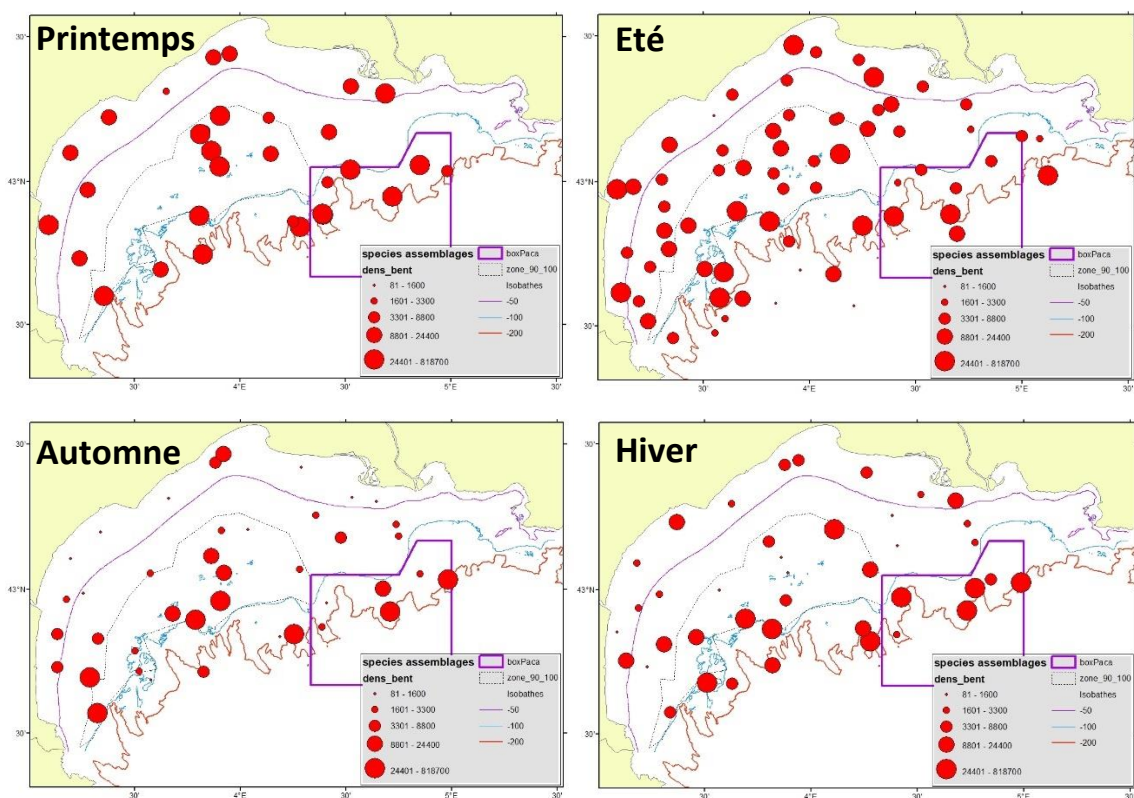 Printemps
30'
43°N
30'
30'
4°E
30'
5°E
30'
species assemblages
dens_bent
81 - 1600
1601 - 3300
3301 - 8800
8801 - 24400
24401 - 818700
boxPaca
zone_90_100
Isobathes
-50
-100
-200
Eté
30'
43°N
30'
30'
4°E
30'
5°E
30'
species assemblages
dens_bent
81 - 1600
1601 - 3300
3301 - 8800
8801 - 24400
24401 - 818700
boxPaca
zone_90_100
Isobathes
-50
-100
-200
Automne
30'
43°N
30'
30'
4°E
30'
5°E
30'
species assemblages
dens_bent
81 - 1600
1601 - 3300
3301 - 8800
8801 - 24400
24401 - 818700
boxPaca
zone_90_100
Isobathes
-50
-100
-200
Hiver
30'
43°N
30'
30'
4°E
30'
5°E
30'
species assemblages
dens_bent
81 - 1600
1601 - 3300
3301 - 8800
8801 - 24400
24401 - 818700
boxPaca
zone_90_100
Isobathes
-50
-100
-200